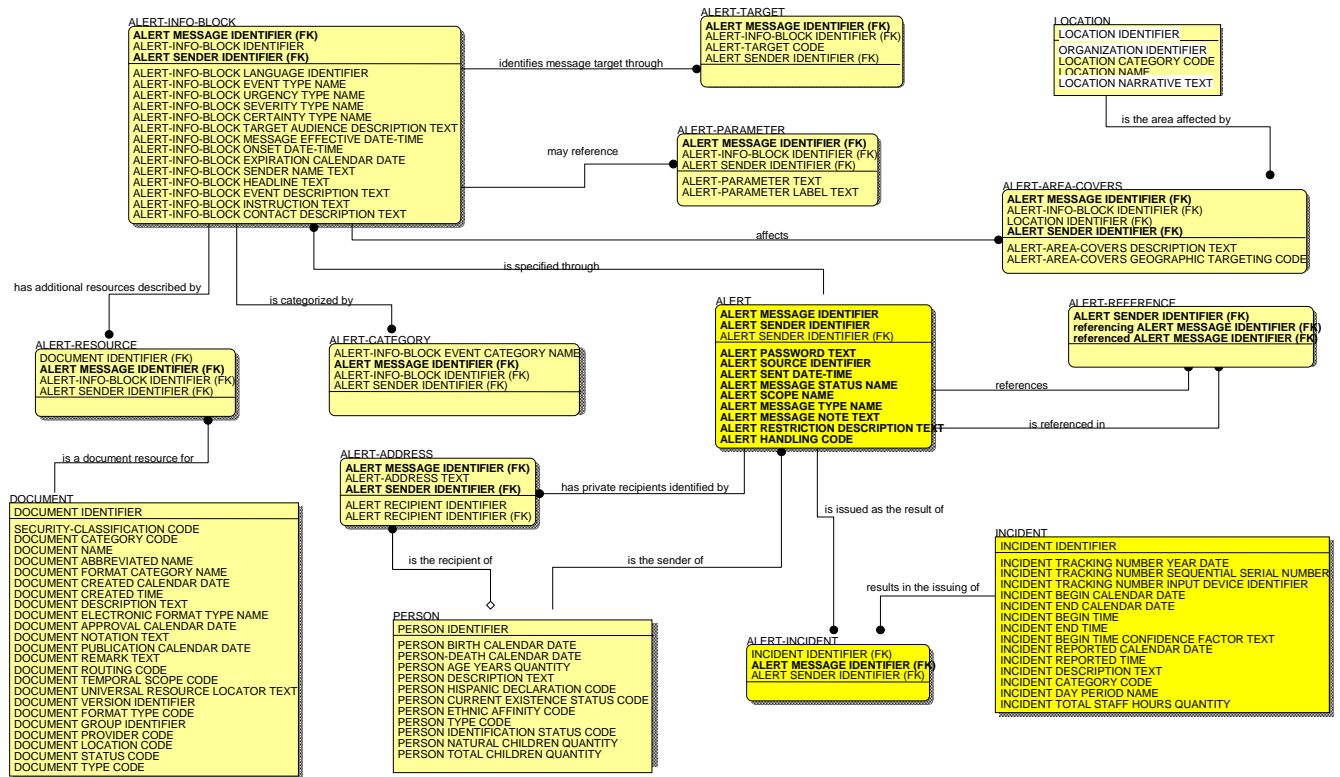 ALERT-INFO-BLOCK
ALERT MESSAGE IDENTIFIER (FK)
ALERT-INFO-BLOCK IDENTIFIER
ALERT SENDER IDENTIFIER (FK)
ALERT-INFO-BLOCK LANGUAGE IDENTIFIER
ALERT-INFO-BLOCK EVENT TYPE NAME
ALERT-INFO-BLOCK URGENCY TYPE NAME
ALERT-INFO-BLOCK SEVERITY TYPE NAME
ALERT-INFO-BLOCK CERTAINTY TYPE NAME
ALERT-INFO-BLOCK TARGET AUDIENCE DESCRIPTION TEXT
ALERT-INFO-BLOCK MESSAGE EFFECTIVE DATE-TIME
ALERT-INFO-BLOCK ONSET DATE-TIME
ALERT-INFO-BLOCK EXPIRATION CALENDAR DATE
ALERT-INFO-BLOCK SENDER NAME TEXT
ALERT-INFO-BLOCK HEADLINE TEXT
ALERT-INFO-BLOCK EVENT DESCRIPTION TEXT
ALERT-INFO-BLOCK INSTRUCTION TEXT
ALERT-INFO-BLOCK CONTACT DESCRIPTION TEXT
identifies message target through
ALERT-TARGET
ALERT MESSAGE IDENTIFIER (FK)
ALERT-INFO-BLOCK IDENTIFIER (FK)
ALERT-TARGET CODE
ALERT SENDER IDENTIFIER (FK)
LOCATION
LOCATION IDENTIFIER
ORGANIZATION IDENTIFIER
LOCATION CATEGORY CODE
LOCATION NAME
LOCATION NARRATIVE TEXT
is the area affected by
may reference
ALERT-PARAMETER
ALERT MESSAGE IDENTIFIER (FK)
ALERT-INFO-BLOCK IDENTIFIER (FK)
ALERT SENDER IDENTIFIER (FK)
ALERT-PARAMETER TEXT
ALERT-PARAMETER LABEL TEXT
ALERT-AREA-COVERS
ALERT MESSAGE IDENTIFIER (FK)
ALERT-INFO-BLOCK IDENTIFIER (FK)
LOCATION IDENTIFIER (FK)
ALERT SENDER IDENTIFIER (FK)
ALERT-AREA-COVERS DESCRIPTION TEXT
ALERT-AREA-COVERS GEOGRAPHIC TARGETING CODE
affects
is specified through
has additional resources described by
is categorized by
ALERT-RESOURCE
DOCUMENT IDENTIFIER (FK)
ALERT MESSAGE IDENTIFIER (FK)
ALERT-INFO-BLOCK IDENTIFIER (FK)
ALERT SENDER IDENTIFIER (FK)
ALERT-CATEGORY
ALERT-INFO-BLOCK EVENT CATEGORY NAME
ALERT MESSAGE IDENTIFIER (FK)
ALERT-INFO-BLOCK IDENTIFIER (FK)
ALERT SENDER IDENTIFIER (FK)
ALERT
ALERT MESSAGE IDENTIFIER
ALERT SENDER IDENTIFIER
ALERT SENDER IDENTIFIER (FK)
ALERT PASSWORD TEXT
ALERT SOURCE IDENTIFIER
ALERT SENT DATE-TIME
ALERT MESSAGE STATUS NAME
ALERT SCOPE NAME
ALERT MESSAGE TYPE NAME
ALERT MESSAGE NOTE TEXT
ALERT RESTRICTION DESCRIPTION TEXT
ALERT HANDLING CODE
ALERT-REFERENCE
ALERT SENDER IDENTIFIER (FK)
referencing ALERT MESSAGE IDENTIFIER (FK)
referenced ALERT MESSAGE IDENTIFIER (FK)
references
is referenced in
is a document resource for
ALERT-ADDRESS
ALERT MESSAGE IDENTIFIER (FK)
ALERT-ADDRESS TEXT
ALERT SENDER IDENTIFIER (FK)
ALERT RECIPIENT IDENTIFIER
ALERT RECIPIENT IDENTIFIER (FK)
has private recipients identified by
is issued as the result of
is the recipient of
is the sender of
DOCUMENT
DOCUMENT IDENTIFIER
SECURITY-CLASSIFICATION CODE
DOCUMENT CATEGORY CODE
DOCUMENT NAME
DOCUMENT ABBREVIATED NAME
DOCUMENT FORMAT CATEGORY NAME
DOCUMENT CREATED CALENDAR DATE
DOCUMENT CREATED TIME
DOCUMENT DESCRIPTION TEXT
DOCUMENT ELECTRONIC FORMAT TYPE NAME
DOCUMENT APPROVAL CALENDAR DATE
DOCUMENT NOTATION TEXT
DOCUMENT PUBLICATION CALENDAR DATE
DOCUMENT REMARK TEXT
DOCUMENT ROUTING CODE
DOCUMENT TEMPORAL SCOPE CODE
DOCUMENT UNIVERSAL RESOURCE LOCATOR TEXT
DOCUMENT VERSION IDENTIFIER
DOCUMENT FORMAT TYPE CODE
DOCUMENT GROUP IDENTIFIER
DOCUMENT PROVIDER CODE
DOCUMENT LOCATION CODE
DOCUMENT STATUS CODE
DOCUMENT TYPE CODE
PERSON
PERSON IDENTIFIER
PERSON BIRTH CALENDAR DATE
PERSON-DEATH CALENDAR DATE
PERSON AGE YEARS QUANTITY
PERSON DESCRIPTION TEXT
PERSON HISPANIC DECLARATION CODE
PERSON CURRENT EXISTENCE STATUS CODE
PERSON ETHNIC AFFINITY CODE
PERSON TYPE CODE
PERSON IDENTIFICATION STATUS CODE
PERSON NATURAL CHILDREN QUANTITY
PERSON TOTAL CHILDREN QUANTITY
ALERT-INCIDENT
INCIDENT IDENTIFIER (FK)
ALERT MESSAGE IDENTIFIER (FK)
ALERT SENDER IDENTIFIER (FK)
results in the issuing of
INCIDENT
INCIDENT IDENTIFIER
INCIDENT TRACKING NUMBER YEAR DATE
INCIDENT TRACKING NUMBER SEQUENTIAL SERIAL NUMBER
INCIDENT TRACKING NUMBER INPUT DEVICE IDENTIFIER
INCIDENT BEGIN CALENDAR DATE
INCIDENT END CALENDAR DATE
INCIDENT BEGIN TIME
INCIDENT END TIME
INCIDENT BEGIN TIME CONFIDENCE FACTOR TEXT
INCIDENT REPORTED CALENDAR DATE
INCIDENT REPORTED TIME
INCIDENT DESCRIPTION TEXT
INCIDENT CATEGORY CODE
INCIDENT DAY PERIOD NAME
INCIDENT TOTAL STAFF HOURS QUANTITY